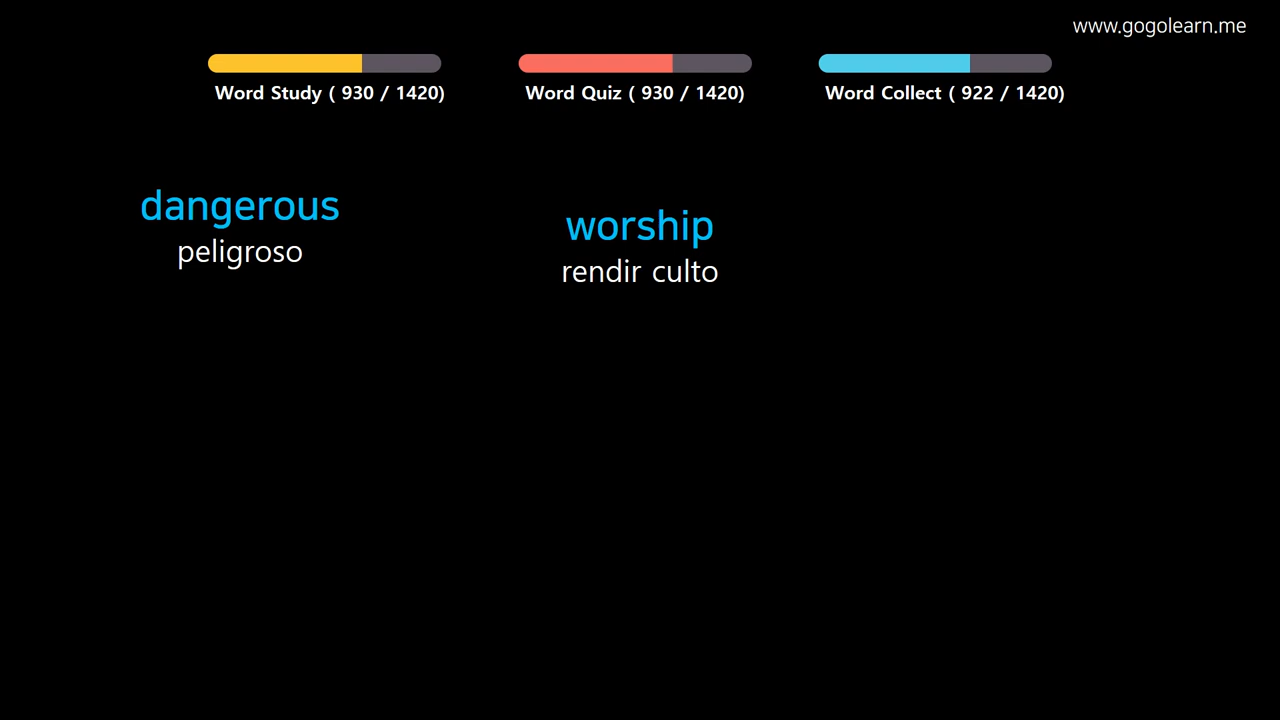 www.gogolearn.me
Word Study ( 930 / 1420)
Word Quiz ( 930 / 1420)
Word Collect ( 922 / 1420)
dangerous
peligroso
worship
rendir culto